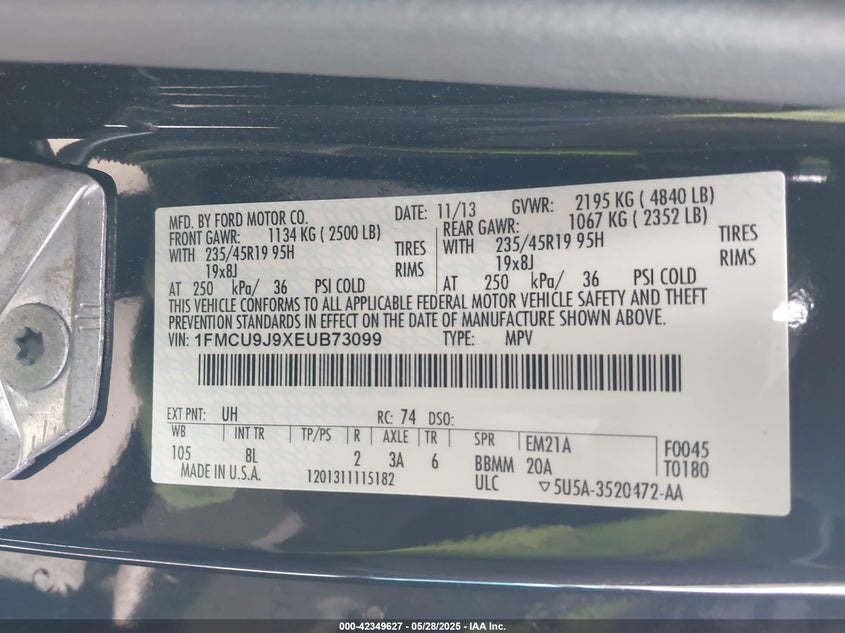 MFD. BY FORD MOTOR CO. DATE: 11/13 GVWR: 2195 KG ( 4840 LB)
FRONT GAWR: 1134 KG ( 2500 LB) REAR GAWR: 1067 KG ( 2352 LB)
WITH 235/45R19 95H TIRES WITH 235/45R19 95H TIRES
19x8J RIMS 19x8J RIMS
AT 250 kPa/ 36 PSI COLD AT 250 kPa/ 36 PSI COLD
THIS VEHICLE CONFORMS TO ALL APPLICABLE FEDERAL MOTOR VEHICLE SAFETY AND THEFT
PREVENTION STANDARDS IN EFFECT ON THE DATE OF MANUFACTURE SHOWN ABOVE.
VIN: 1FMCU9J9XEUB73099 TYPE: MPV
EXT PNT: UH RC: 74 DSO:
WB INT TR TP/PS R AXLE TR SPR EM21A F0045
105 8L 2 3A 6 BBMM 20A T0180
MADE IN U.S.A. 1201311115182 ULC ▽5U5A-3520472-AA
000-42349627 - 05/28/2025 - IAA Inc.